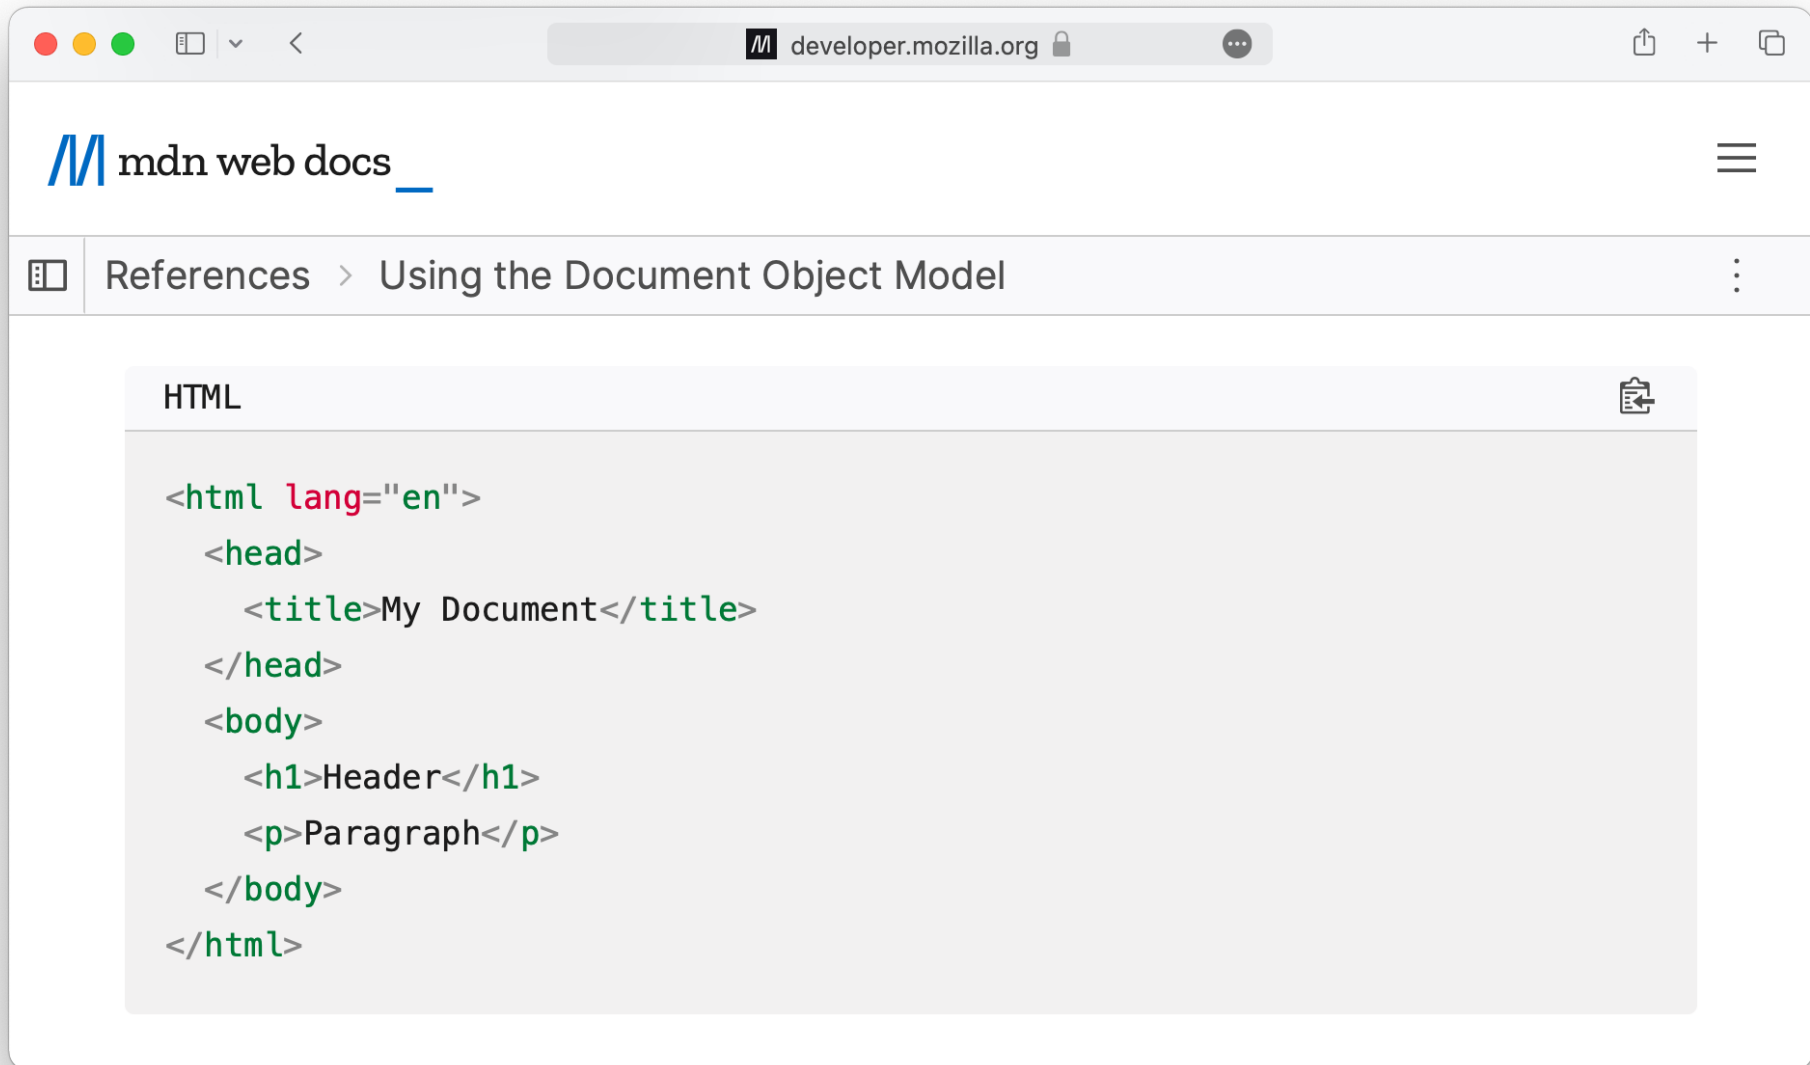 developer.mozilla.org
mdn web docs_
References > Using the Document Object Model
HTML
<html lang="en">
  <head>
    <title>My Document</title>
  </head>
  <body>
    <h1>Header</h1>
    <p>Paragraph</p>
  </body>
</html>